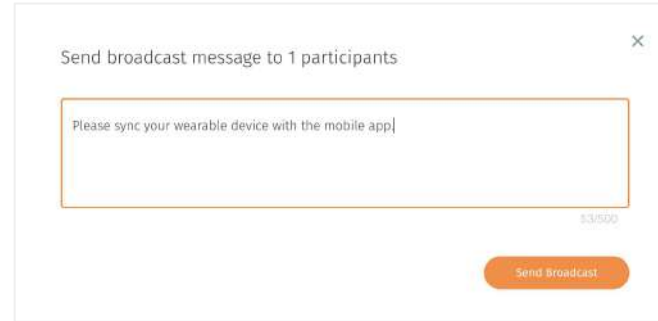 Send broadcast message to 1 participants
Please sync your wearable device with the mobile app.
53/500
Send Broadcast